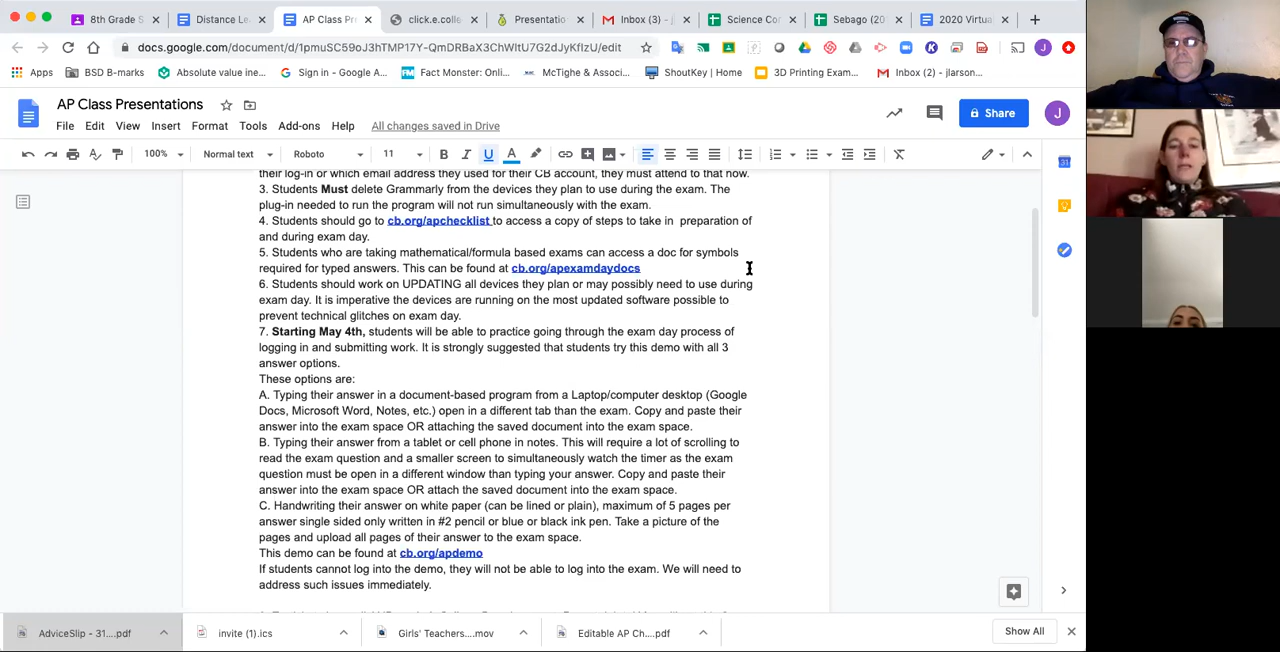 8th Grade S
Distance Le
AP Class Pre
click.e.colle
Presentatio
Inbox (3) - j
Science Cor
Sebago (20
2020 Virtua
docs.google.com/document/d/1pmuSC59oJ3hTMP17Y-QmDRBaX3ChWltU7G2dJyKfIzU/edit
Apps
BSD B-marks
Absolute value ine...
Sign in - Google A...
Fact Monster: Onli...
McTighe & Associ...
ShoutKey | Home
3D Printing Exam...
Inbox (2) - jlarson...
AP Class Presentations
File Edit View Insert Format Tools Add-ons Help All changes saved in Drive
Share
J
100% Normal text Roboto 11 B I U A
their log-in or which email address they used for their CB account, they must attend to that now.
3. Students Must delete Grammarly from the devices they plan to use during the exam. The
plug-in needed to run the program will not run simultaneously with the exam.
4. Students should go to cb.org/apchecklist to access a copy of steps to take in preparation of
and during exam day.
5. Students who are taking mathematical/formula based exams can access a doc for symbols
required for typed answers. This can be found at cb.org/apexamdaydocs
6. Students should work on UPDATING all devices they plan or may possibly need to use during
exam day. It is imperative the devices are running on the most updated software possible to
prevent technical glitches on exam day.
7. Starting May 4th, students will be able to practice going through the exam day process of
logging in and submitting work. It is strongly suggested that students try this demo with all 3
answer options.
These options are:
A. Typing their answer in a document-based program from a Laptop/computer desktop (Google
Docs, Microsoft Word, Notes, etc.) open in a different tab than the exam. Copy and paste their
answer into the exam space OR attaching the saved document into the exam space.
B. Typing their answer from a tablet or cell phone in notes. This will require a lot of scrolling to
read the exam question and a smaller screen to simultaneously watch the timer as the exam
question must be open in a different window than typing your answer. Copy and paste their
answer into the exam space OR attach the saved document into the exam space.
C. Handwriting their answer on white paper (can be lined or plain), maximum of 5 pages per
answer single sided only written in #2 pencil or blue or black ink pen. Take a picture of the
pages and upload all pages of their answer to the exam space.
This demo can be found at cb.org/apdemo
If students cannot log into the demo, they will not be able to log into the exam. We will need to
address such issues immediately.
AdviceSlip - 31....pdf
invite (1).ics
Girls' Teachers....mov
Editable AP Ch....pdf
Show All